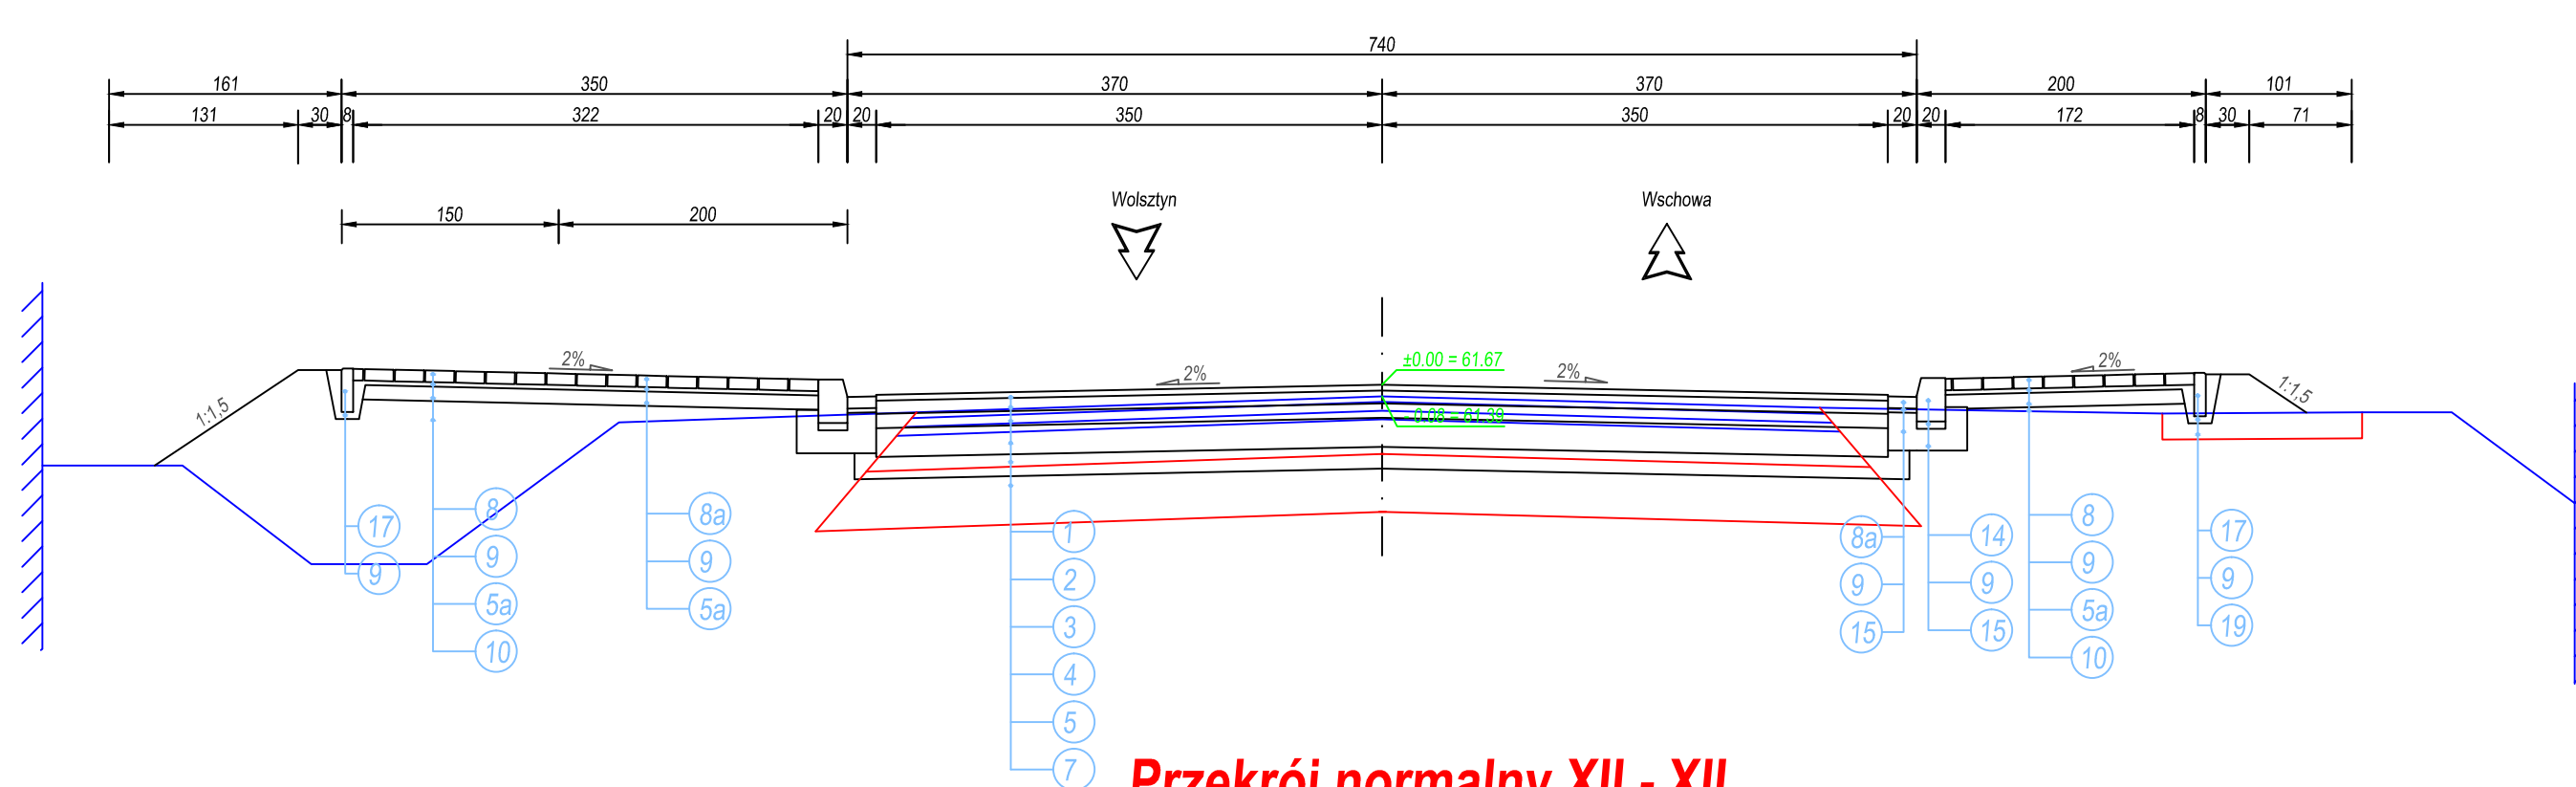 740
161 350 370 370 200 101
131 30 8 322 20 20 350 350 20 20 172 8 30 71
150 200
Wolsztyn Wschowa
1:1,5 2% 2% ±0.00 = 61.67 2% 2% 1:1,5
17 9
8 9 5a 10
8a 9 5a
1 2 3 4 5 7
8a 9 15
14 9 15
8 9 5a 10
17 9 19
Przekrój normalny XII - XII